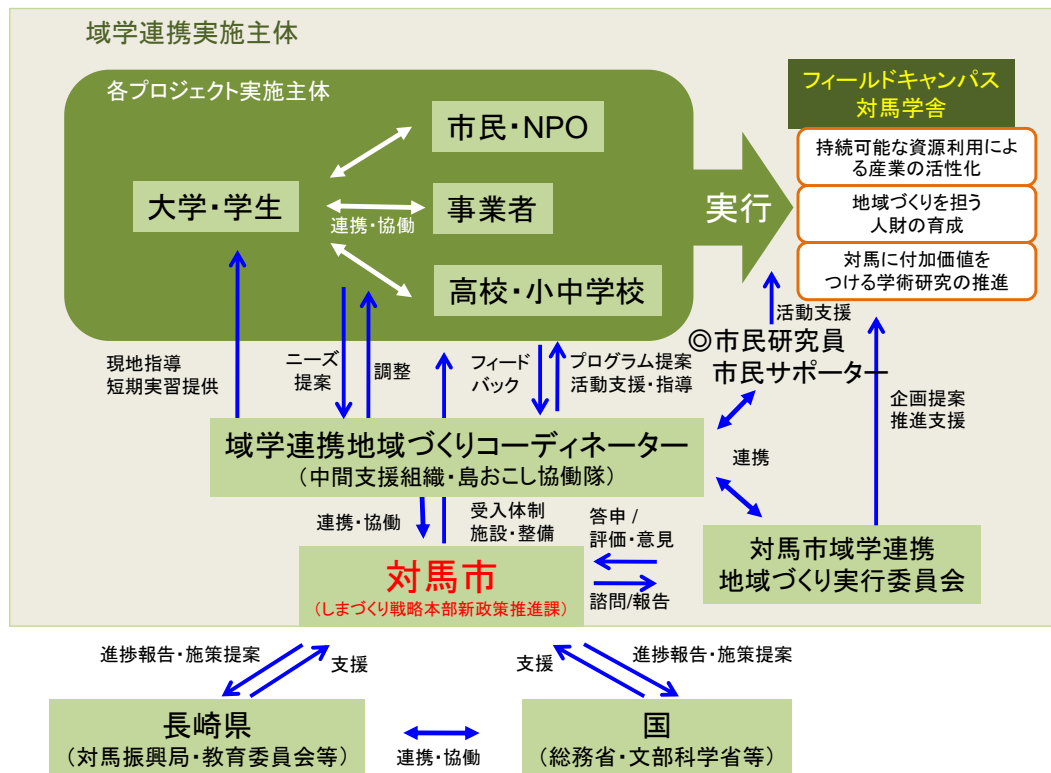 域学連携実施主体
各プロジェクト実施主体
市民・NPO
大学・学生
事業者
連携・協働
高校・小中学校
実行
フィールドキャンパス
対馬学舎
持続可能な資源利用によ
る産業の活性化
地域づくりを担う
人財の育成
対馬に付加価値を
つける学術研究の推進
活動支援
◎市民研究員
市民サポーター
現地指導
短期実習提供
ニーズ
提案
調整
フィード
バック
プログラム提案
活動支援・指導
企画提案
推進支援
域学連携地域づくりコーディネーター
（中間支援組織・島おこし協働隊）
連携
連携・協働
受入体制
施設・整備
答申 /
評価・意見
諮問/報告
対馬市
（しまづくり戦略本部新政策推進課）
対馬市域学連携
地域づくり実行委員会
進捗報告・施策提案
支援
支援
進捗報告・施策提案
長崎県
（対馬振興局・教育委員会等）
連携・協働
国
（総務省・文部科学省等）